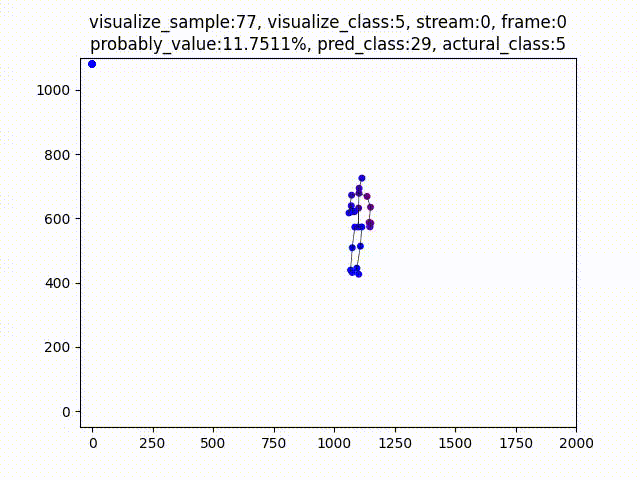 visualize_sample:77, visualize_class:5, stream:0, frame:0
probably_value:11.7511%, pred_class:29, actural_class:5
1000
800
600
400
200
0
0 250 500 750 1000 1250 1500 1750 2000